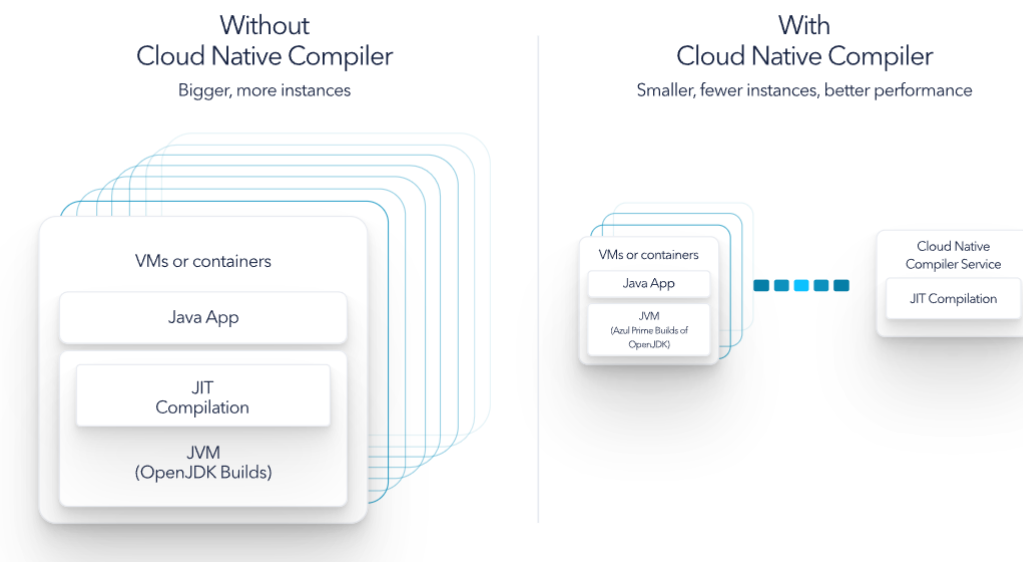 Without
Cloud Native Compiler
Bigger, more instances
VMs or containers
Java App
JIT
Compilation
JVM
(OpenJDK Builds)
With
Cloud Native Compiler
Smaller, fewer instances, better performance
VMs or containers
Java App
JVM
(Azul Prime Builds of
OpenJDK)
Cloud Native
Compiler Service
JIT Compilation